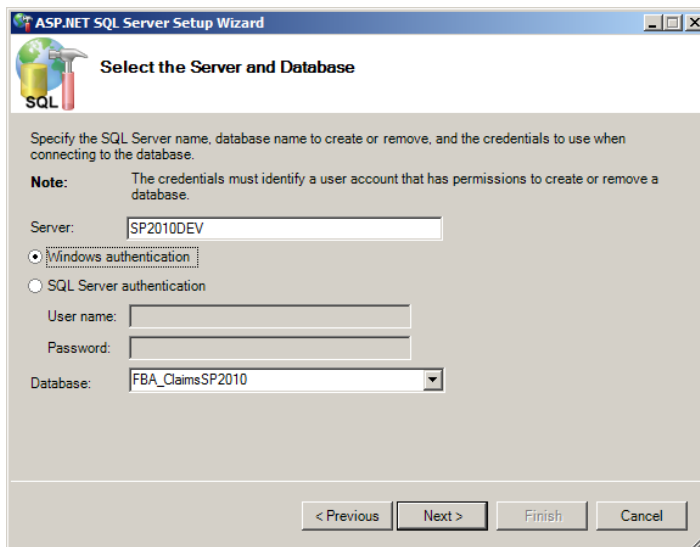 ASP.NET SQL Server Setup Wizard
Select the Server and Database
SQL
Specify the SQL Server name, database name to create or remove, and the credentials to use when
connecting to the database.
Note: The credentials must identify a user account that has permissions to create or remove a
database.
Server: SP2010DEV
Windows authentication
SQL Server authentication
User name:
Password:
Database: FBA_ClaimsSP2010
< Previous Next > Finish Cancel